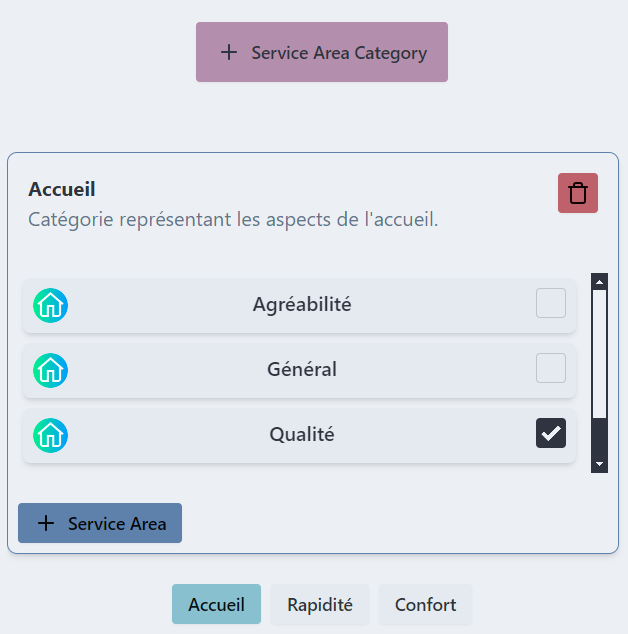 Service Area Category
Accueil
Catégorie représentant les aspects de l'accueil.
Agréabilité
Général
Qualité
Service Area
Accueil
Rapidité
Confort